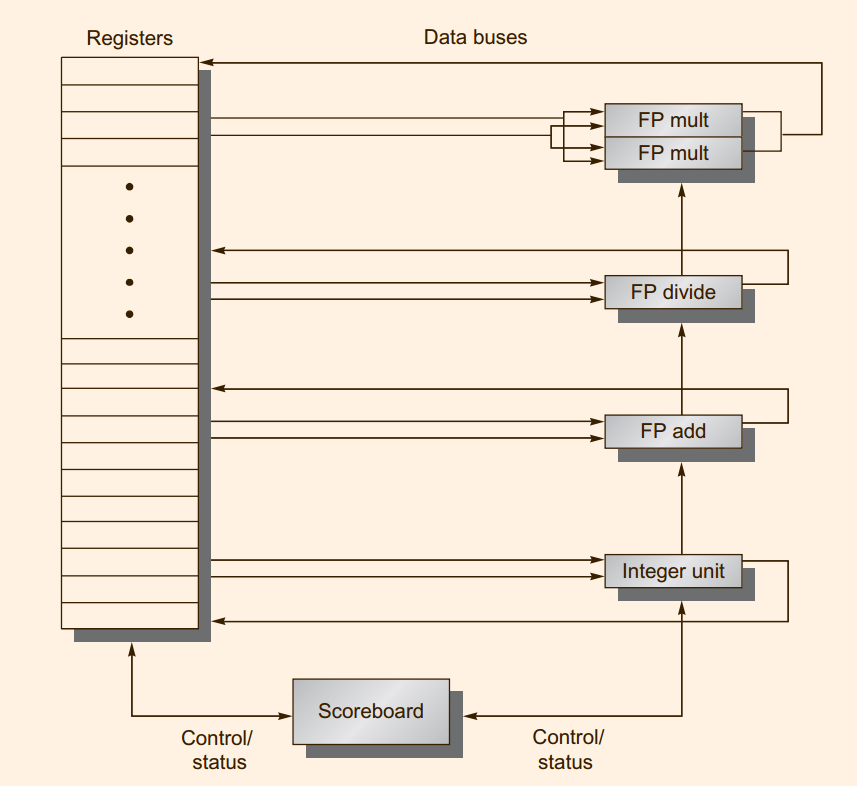 Registers
Data buses
FP mult
FP mult
FP divide
FP add
Integer unit
Scoreboard
Control/
status
Control/
status